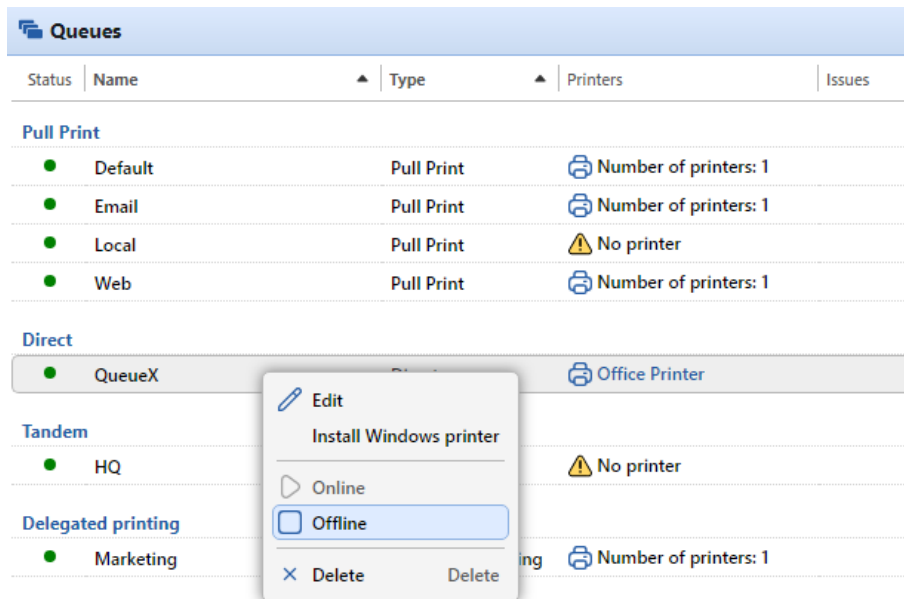 Queues
Status Name Type Printers Issues
Pull Print
Default Pull Print Number of printers: 1
Email Pull Print Number of printers: 1
Local Pull Print No printer
Web Pull Print Number of printers: 1
Direct
QueueX Office Printer
Edit
Install Windows printer
Tandem
HQ No printer
Online
Offline
Delegated printing
Marketing ing Number of printers: 1
Delete Delete